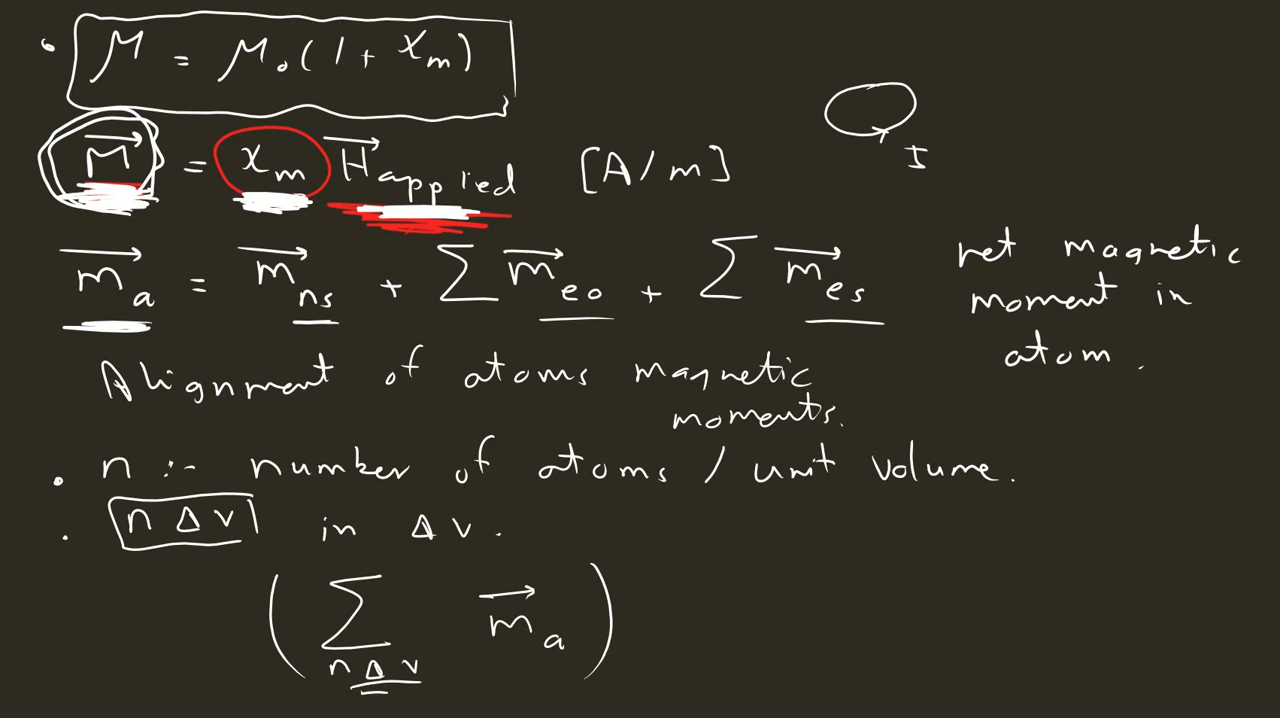 • μ = μ₀ (1 + χₘ)
I
M⃗ = χₘ H⃗ applied [A/m]
m⃗ a = m⃗ ns + ∑ m⃗ eo + ∑ m⃗ es
net magnetic
moment in
atom.
Alignment of atoms magnetic
moments.
• n :- number of atoms / unit volume.
• n Δv in Δv.
( ∑ m⃗ a )
n Δv